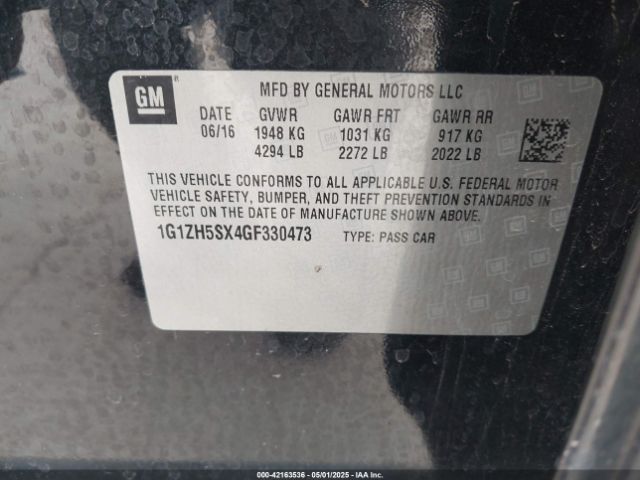 GM
MFD BY GENERAL MOTORS LLC
DATE GVWR GAWR FRT GAWR RR
06/16 1948 KG 1031 KG 917 KG
4294 LB 2272 LB 2022 LB
THIS VEHICLE CONFORMS TO ALL APPLICABLE U.S. FEDERAL MOTOR
VEHICLE SAFETY, BUMPER, AND THEFT PREVENTION STANDARDS IN
EFFECT ON THE DATE OF MANUFACTURE SHOWN ABOVE.
1G1ZH5SX4GF330473 TYPE: PASS CAR
000-42163536 - 05/01/2025 - IAA Inc.